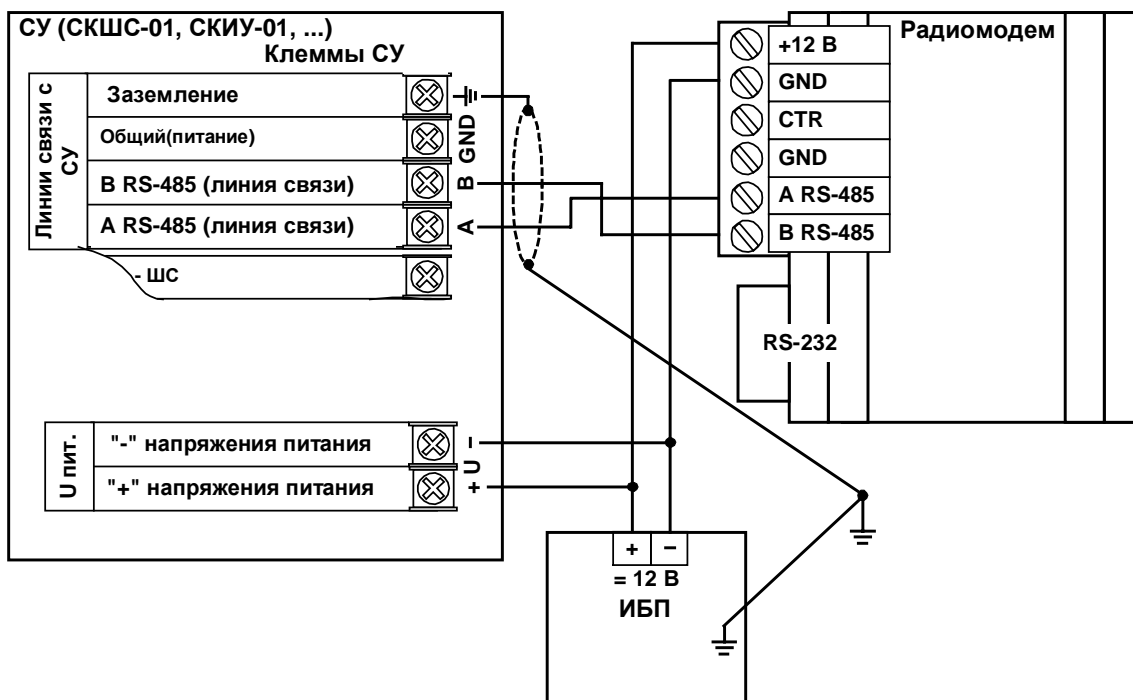 СУ (СКШС-01, СКИУ-01, ...)
Клеммы СУ
Линии связи с
СУ
Заземление
Общий(питание)
B RS-485 (линия связи)
A RS-485 (линия связи)
- ШС
GND
B
A
U пит.
"-" напряжения питания
"+" напряжения питания
–
U
+
Радиомодем
+12 В
GND
CTR
GND
A RS-485
B RS-485
RS-232
+ –
= 12 В
ИБП